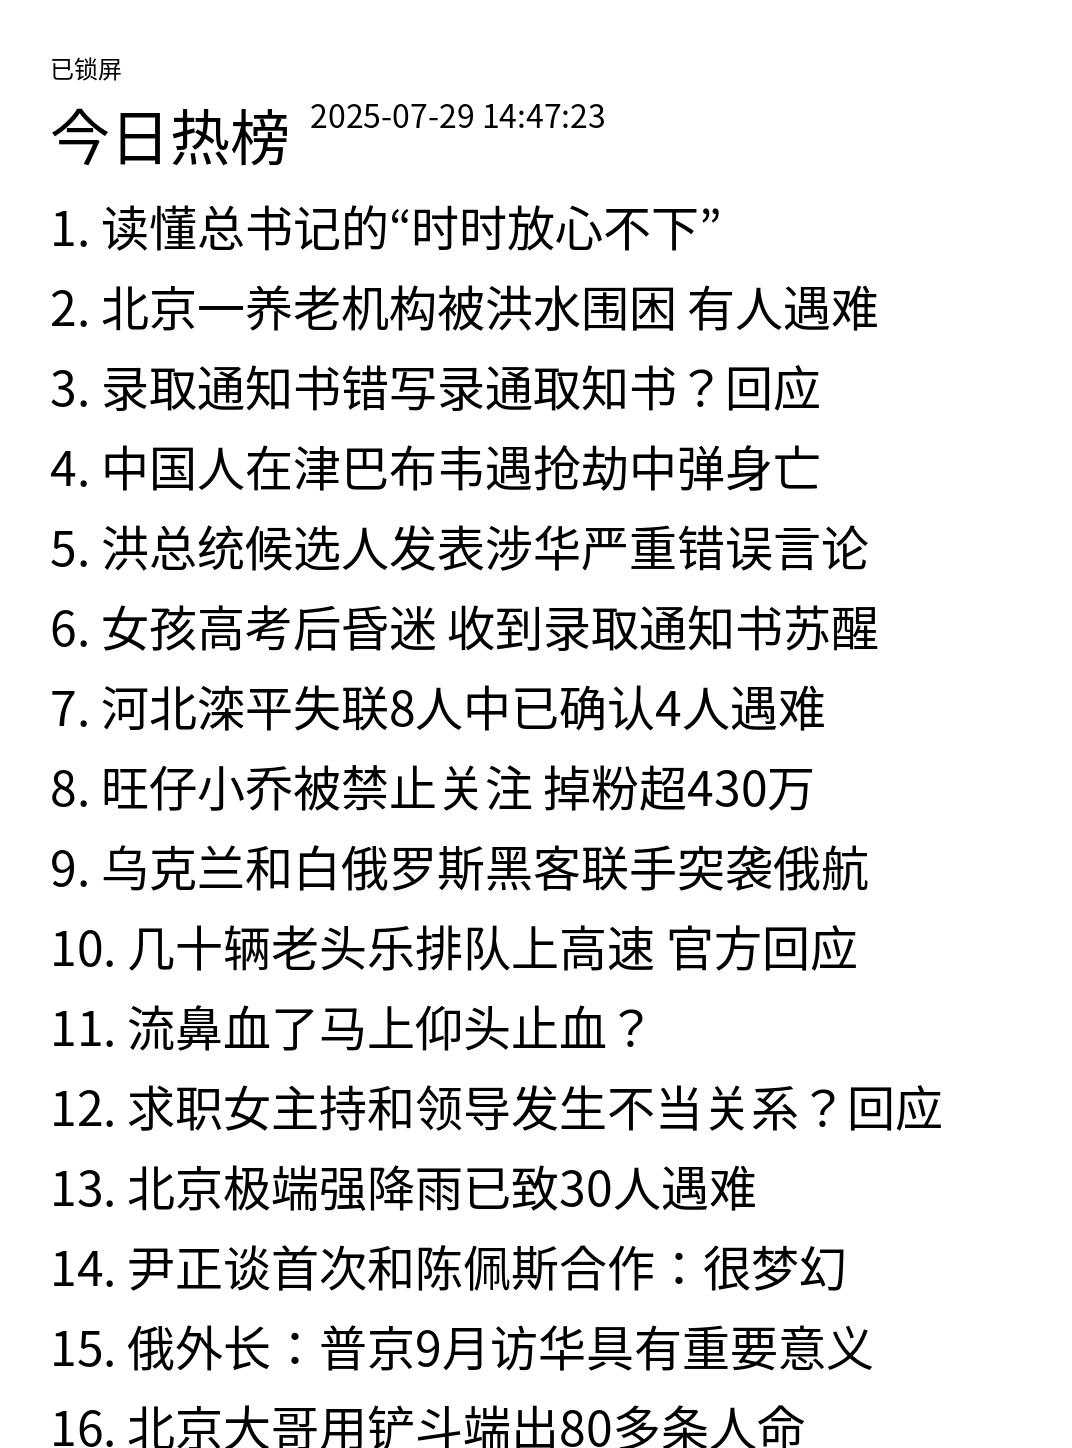 已锁屏
今日热榜 2025-07-29 14:47:23
1. 读懂总书记的“时时放心不下”
2. 北京一养老机构被洪水围困 有人遇难
3. 录取通知书错写录通取知书？回应
4. 中国人在津巴布韦遇抢劫中弹身亡
5. 洪总统候选人发表涉华严重错误言论
6. 女孩高考后昏迷 收到录取通知书苏醒
7. 河北滦平失联8人中已确认4人遇难
8. 旺仔小乔被禁止关注 掉粉超430万
9. 乌克兰和白俄罗斯黑客联手突袭俄航
10. 几十辆老头乐排队上高速 官方回应
11. 流鼻血了马上仰头止血？
12. 求职女主持和领导发生不当关系？回应
13. 北京极端强降雨已致30人遇难
14. 尹正谈首次和陈佩斯合作：很梦幻
15. 俄外长：普京9月访华具有重要意义
16. 北京大哥用铲斗端出80多条人命